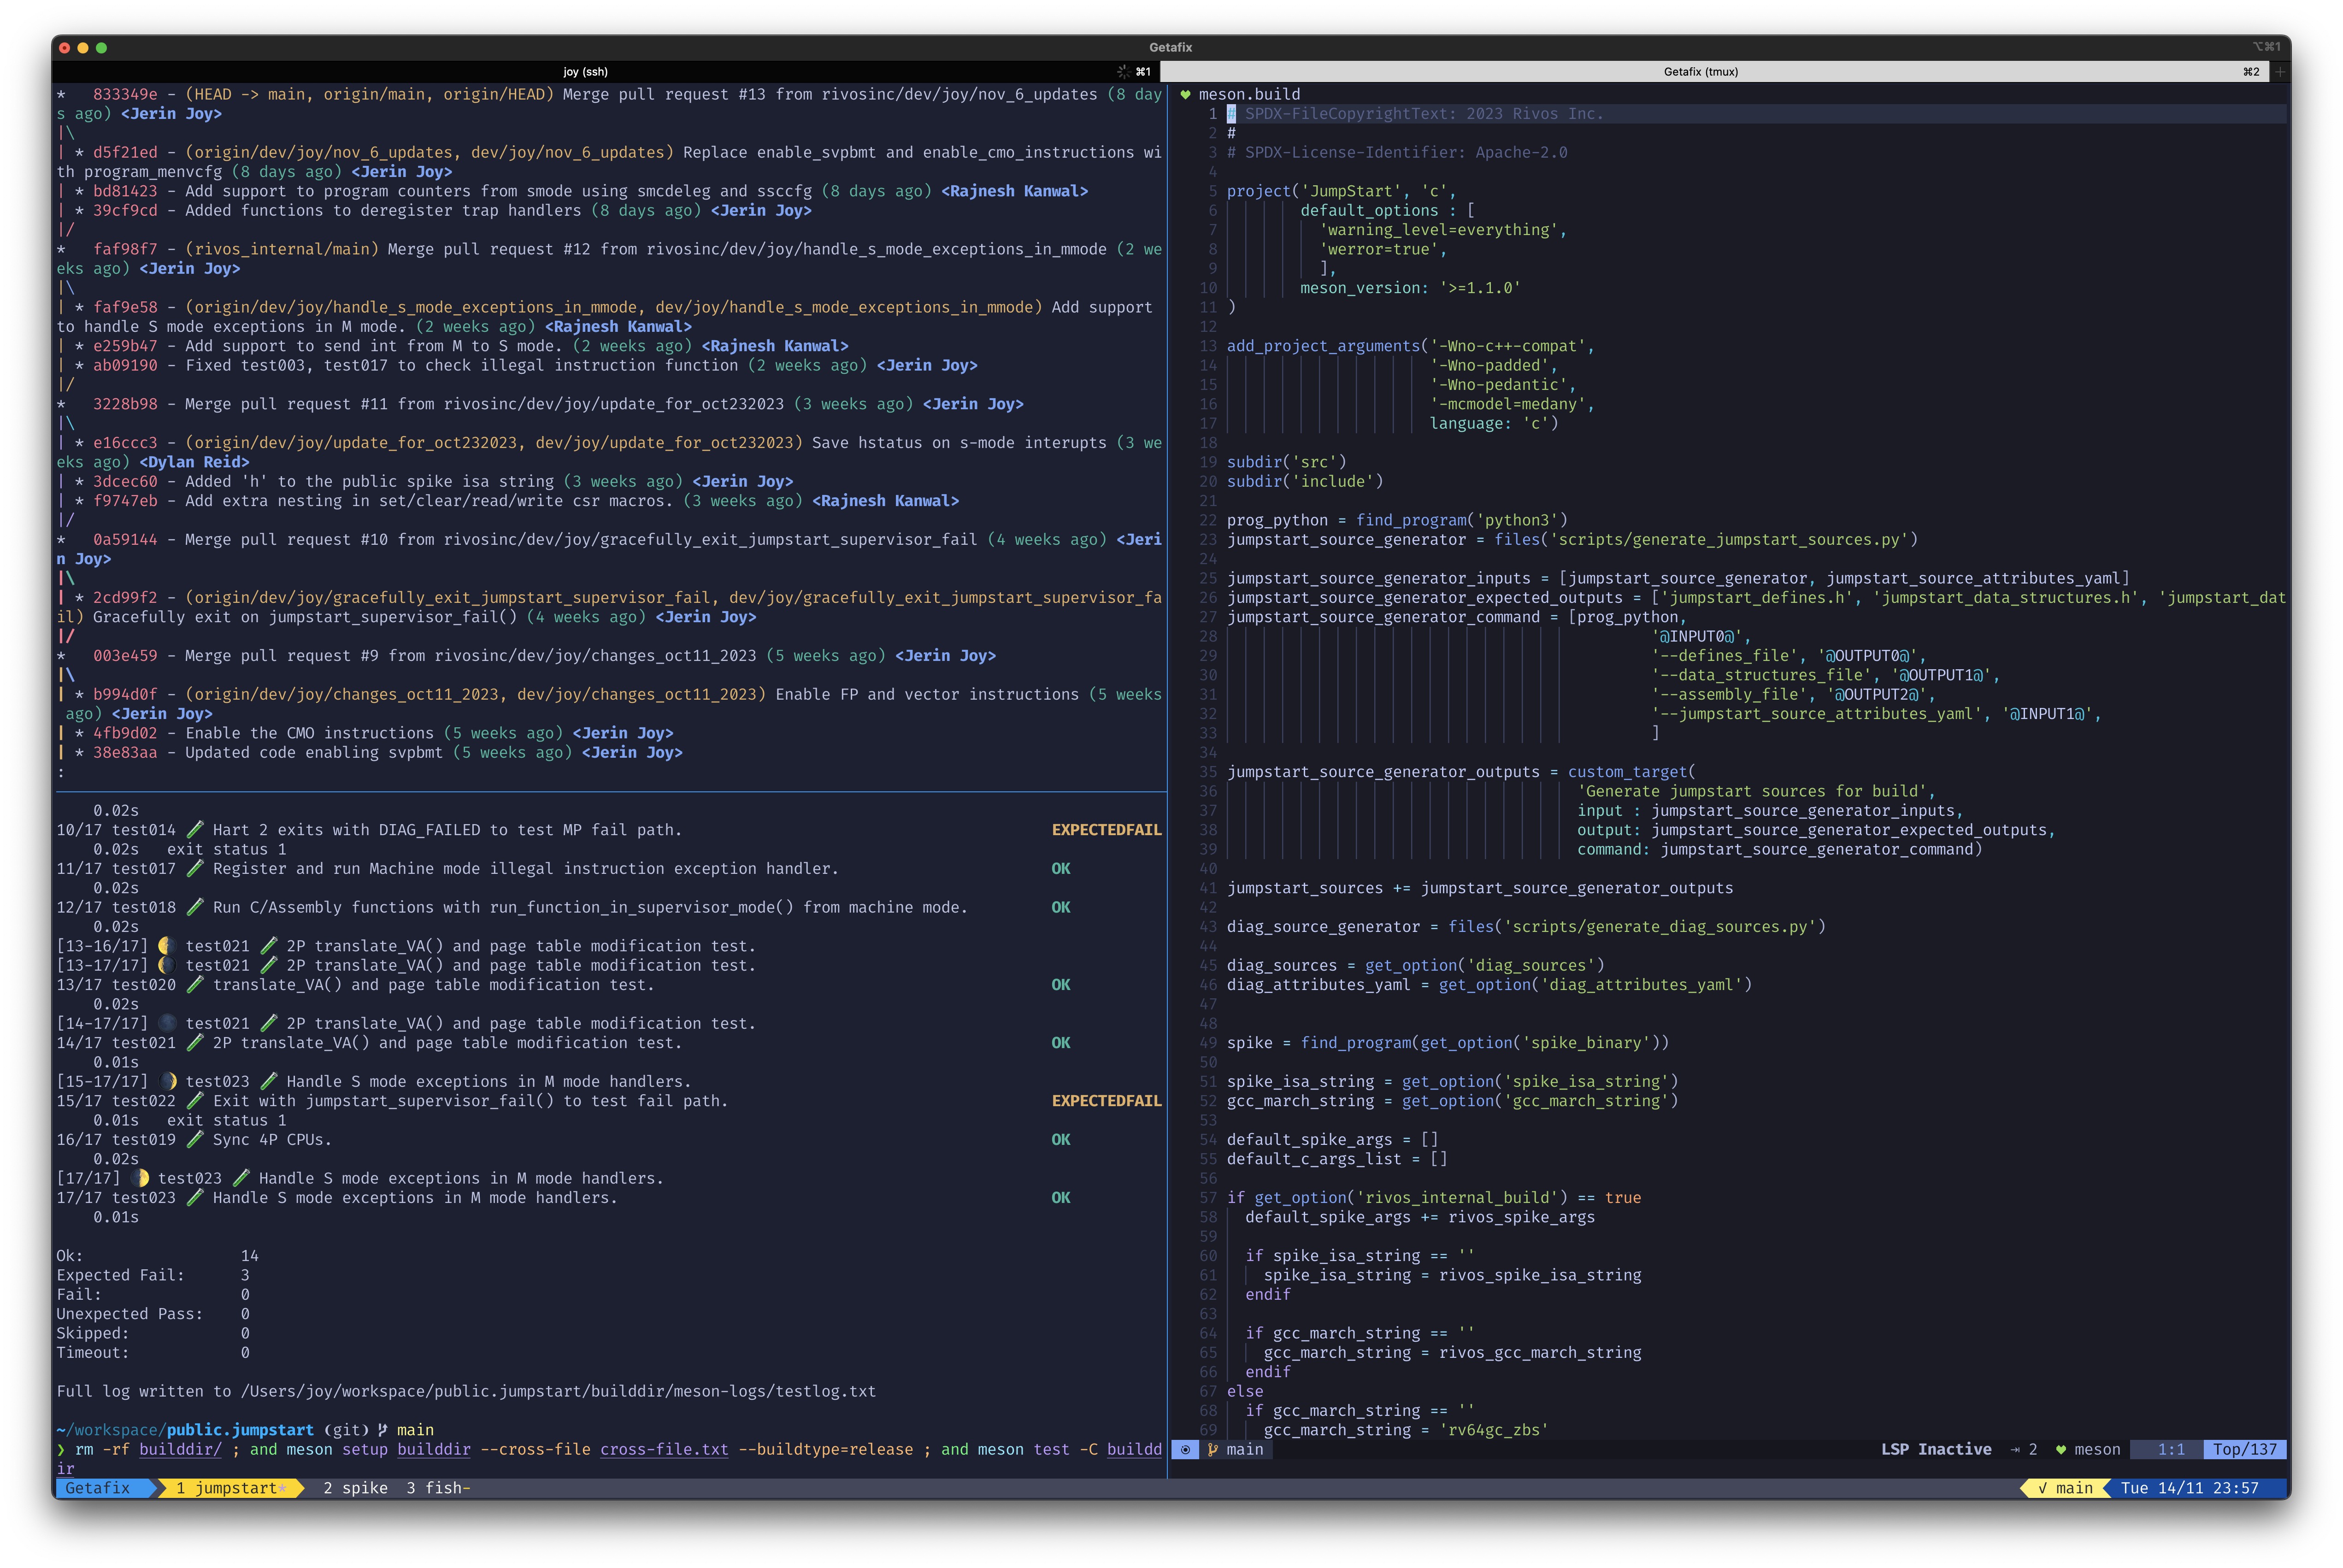 Getafix
⌥⌘1
joy (ssh)
⌘1
Getafix (tmux)
⌘2
*   833349e - (HEAD -> main, origin/main, origin/HEAD) Merge pull request #13 from rivosinc/dev/joy/nov_6_updates (8 day
s ago) <Jerin Joy>
|\
| * d5f21ed - (origin/dev/joy/nov_6_updates, dev/joy/nov_6_updates) Replace enable_svpbmt and enable_cmo_instructions wi
th program_menvcfg (8 days ago) <Jerin Joy>
| * bd81423 - Add support to program counters from smode using smcdeleg and ssccfg (8 days ago) <Rajnesh Kanwal>
| * 39cf9cd - Added functions to deregister trap handlers (8 days ago) <Jerin Joy>
|/
*   faf98f7 - (rivos_internal/main) Merge pull request #12 from rivosinc/dev/joy/handle_s_mode_exceptions_in_mmode (2 we
eks ago) <Jerin Joy>
|\
| * faf9e58 - (origin/dev/joy/handle_s_mode_exceptions_in_mmode, dev/joy/handle_s_mode_exceptions_in_mmode) Add support
to handle S mode exceptions in M mode. (2 weeks ago) <Rajnesh Kanwal>
| * e259b47 - Add support to send int from M to S mode. (2 weeks ago) <Rajnesh Kanwal>
| * ab09190 - Fixed test003, test017 to check illegal instruction function (2 weeks ago) <Jerin Joy>
|/
*   3228b98 - Merge pull request #11 from rivosinc/dev/joy/update_for_oct232023 (3 weeks ago) <Jerin Joy>
|\
| * e16ccc3 - (origin/dev/joy/update_for_oct232023, dev/joy/update_for_oct232023) Save hstatus on s-mode interupts (3 we
eks ago) <Dylan Reid>
| * 3dcec60 - Added 'h' to the public spike isa string (3 weeks ago) <Jerin Joy>
| * f9747eb - Add extra nesting in set/clear/read/write csr macros. (3 weeks ago) <Rajnesh Kanwal>
|/
*   0a59144 - Merge pull request #10 from rivosinc/dev/joy/gracefully_exit_jumpstart_supervisor_fail (4 weeks ago) <Jeri
n Joy>
|\
| * 2cd99f2 - (origin/dev/joy/gracefully_exit_jumpstart_supervisor_fail, dev/joy/gracefully_exit_jumpstart_supervisor_fa
il) Gracefully exit on jumpstart_supervisor_fail() (4 weeks ago) <Jerin Joy>
|/
*   003e459 - Merge pull request #9 from rivosinc/dev/joy/changes_oct11_2023 (5 weeks ago) <Jerin Joy>
|\
| * b994d0f - (origin/dev/joy/changes_oct11_2023, dev/joy/changes_oct11_2023) Enable FP and vector instructions (5 weeks
ago) <Jerin Joy>
| * 4fb9d02 - Enable the CMO instructions (5 weeks ago) <Jerin Joy>
| * 38e83aa - Updated code enabling svpbmt (5 weeks ago) <Jerin Joy>
:
0.02s
10/17 test014 🧪 Hart 2 exits with DIAG_FAILED to test MP fail path. EXPECTEDFAIL
0.02s   exit status 1
11/17 test017 🧪 Register and run Machine mode illegal instruction exception handler. OK
0.02s
12/17 test018 🧪 Run C/Assembly functions with run_function_in_supervisor_mode() from machine mode. OK
0.02s
[13-16/17] 🌗 test021 🧪 2P translate_VA() and page table modification test.
[13-17/17] 🌘 test021 🧪 2P translate_VA() and page table modification test.
13/17 test020 🧪 translate_VA() and page table modification test. OK
0.02s
[14-17/17] 🌑 test021 🧪 2P translate_VA() and page table modification test.
14/17 test021 🧪 2P translate_VA() and page table modification test. OK
0.01s
[15-17/17] 🌒 test023 🧪 Handle S mode exceptions in M mode handlers.
15/17 test022 🧪 Exit with jumpstart_supervisor_fail() to test fail path. EXPECTEDFAIL
0.01s   exit status 1
16/17 test019 🧪 Sync 4P CPUs. OK
0.02s
[17/17] 🌓 test023 🧪 Handle S mode exceptions in M mode handlers.
17/17 test023 🧪 Handle S mode exceptions in M mode handlers. OK
0.01s
Ok: 14
Expected Fail: 3
Fail: 0
Unexpected Pass: 0
Skipped: 0
Timeout: 0
Full log written to /Users/joy/workspace/public.jumpstart/builddir/meson-logs/testlog.txt
~/workspace/public.jumpstart (git) main
❯ rm -rf builddir/ ; and meson setup builddir --cross-file cross-file.txt --buildtype=release ; and meson test -C buildd
ir
meson.build
1 # SPDX-FileCopyrightText: 2023 Rivos Inc.
2 #
3 # SPDX-License-Identifier: Apache-2.0
4
5 project('JumpStart', 'c',
6         default_options : [
7           'warning_level=everything',
8           'werror=true',
9           ],
10         meson_version: '>=1.1.0'
11 )
12
13 add_project_arguments('-Wno-c++-compat',
14                       '-Wno-padded',
15                       '-Wno-pedantic',
16                       '-mcmodel=medany',
17                       language: 'c')
18
19 subdir('src')
20 subdir('include')
21
22 prog_python = find_program('python3')
23 jumpstart_source_generator = files('scripts/generate_jumpstart_sources.py')
24
25 jumpstart_source_generator_inputs = [jumpstart_source_generator, jumpstart_source_attributes_yaml]
26 jumpstart_source_generator_expected_outputs = ['jumpstart_defines.h', 'jumpstart_data_structures.h', 'jumpstart_dat
27 jumpstart_source_generator_command = [prog_python,
28 '@INPUT0@',
29 '--defines_file', '@OUTPUT0@',
30 '--data_structures_file', '@OUTPUT1@',
31 '--assembly_file', '@OUTPUT2@',
32 '--jumpstart_source_attributes_yaml', '@INPUT1@',
33 ]
34
35 jumpstart_source_generator_outputs = custom_target(
36 'Generate jumpstart sources for build',
37 input : jumpstart_source_generator_inputs,
38 output: jumpstart_source_generator_expected_outputs,
39 command: jumpstart_source_generator_command)
40
41 jumpstart_sources += jumpstart_source_generator_outputs
42
43 diag_source_generator = files('scripts/generate_diag_sources.py')
44
45 diag_sources = get_option('diag_sources')
46 diag_attributes_yaml = get_option('diag_attributes_yaml')
47
48
49 spike = find_program(get_option('spike_binary'))
50
51 spike_isa_string = get_option('spike_isa_string')
52 gcc_march_string = get_option('gcc_march_string')
53
54 default_spike_args = []
55 default_c_args_list = []
56
57 if get_option('rivos_internal_build') == true
58   default_spike_args += rivos_spike_args
59
60   if spike_isa_string == ''
61     spike_isa_string = rivos_spike_isa_string
62   endif
63
64   if gcc_march_string == ''
65     gcc_march_string = rivos_gcc_march_string
66   endif
67 else
68   if gcc_march_string == ''
69     gcc_march_string = 'rv64gc_zbs'
main LSP Inactive ⇥ 2 ♥ meson 1:1 Top/137
Getafix 1 jumpstart* 2 spike 3 fish- √ main Tue 14/11 23:57